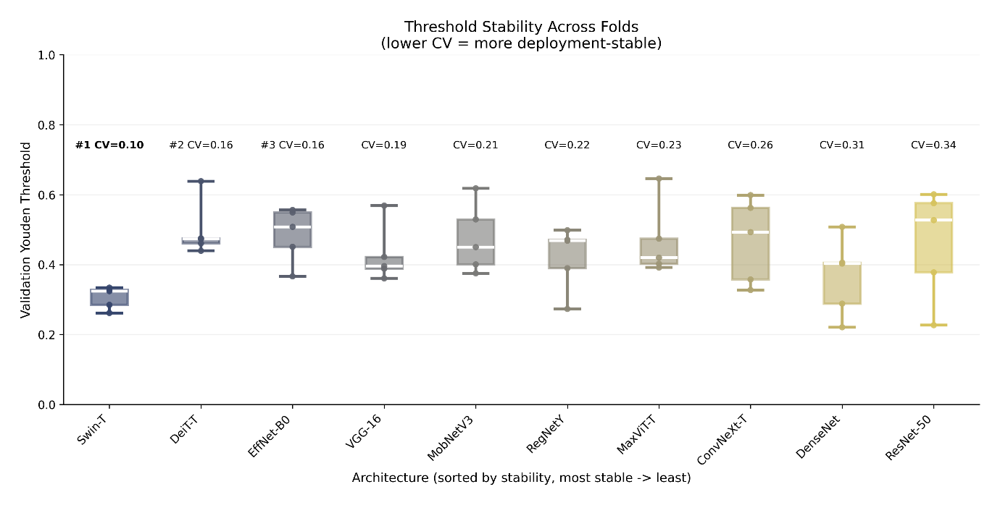 Threshold Stability Across Folds
(lower CV = more deployment-stable)
Validation Youden Threshold
1.0
0.8
0.6
0.4
0.2
0.0
#1 CV=0.10
#2 CV=0.16
#3 CV=0.16
CV=0.19
CV=0.21
CV=0.22
CV=0.23
CV=0.26
CV=0.31
CV=0.34
Swin-T
DeiT-T
EffNet-B0
VGG-16
MobNetV3
RegNetY
MaxViT-T
ConvNeXt-T
DenseNet
ResNet-50
Architecture (sorted by stability, most stable -> least)